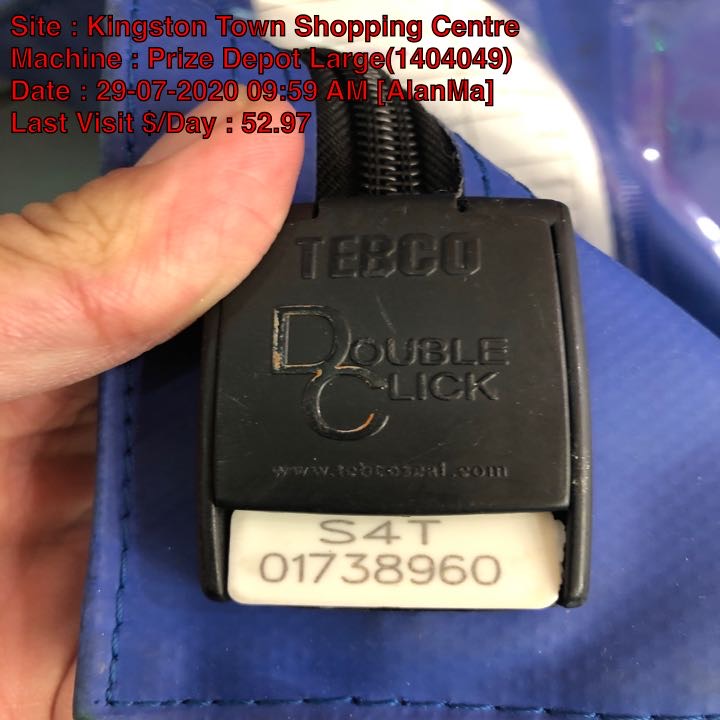 Site : Kingston Town Shopping Centre
Machine : Prize Depot Large(1404049)
Date : 29-07-2020 09:59 AM [AlanMa]
Last Visit $/Day : 52.97
TEBCO
DOUBLE
CLICK
www.tebcoseal.com
S4T
01738960